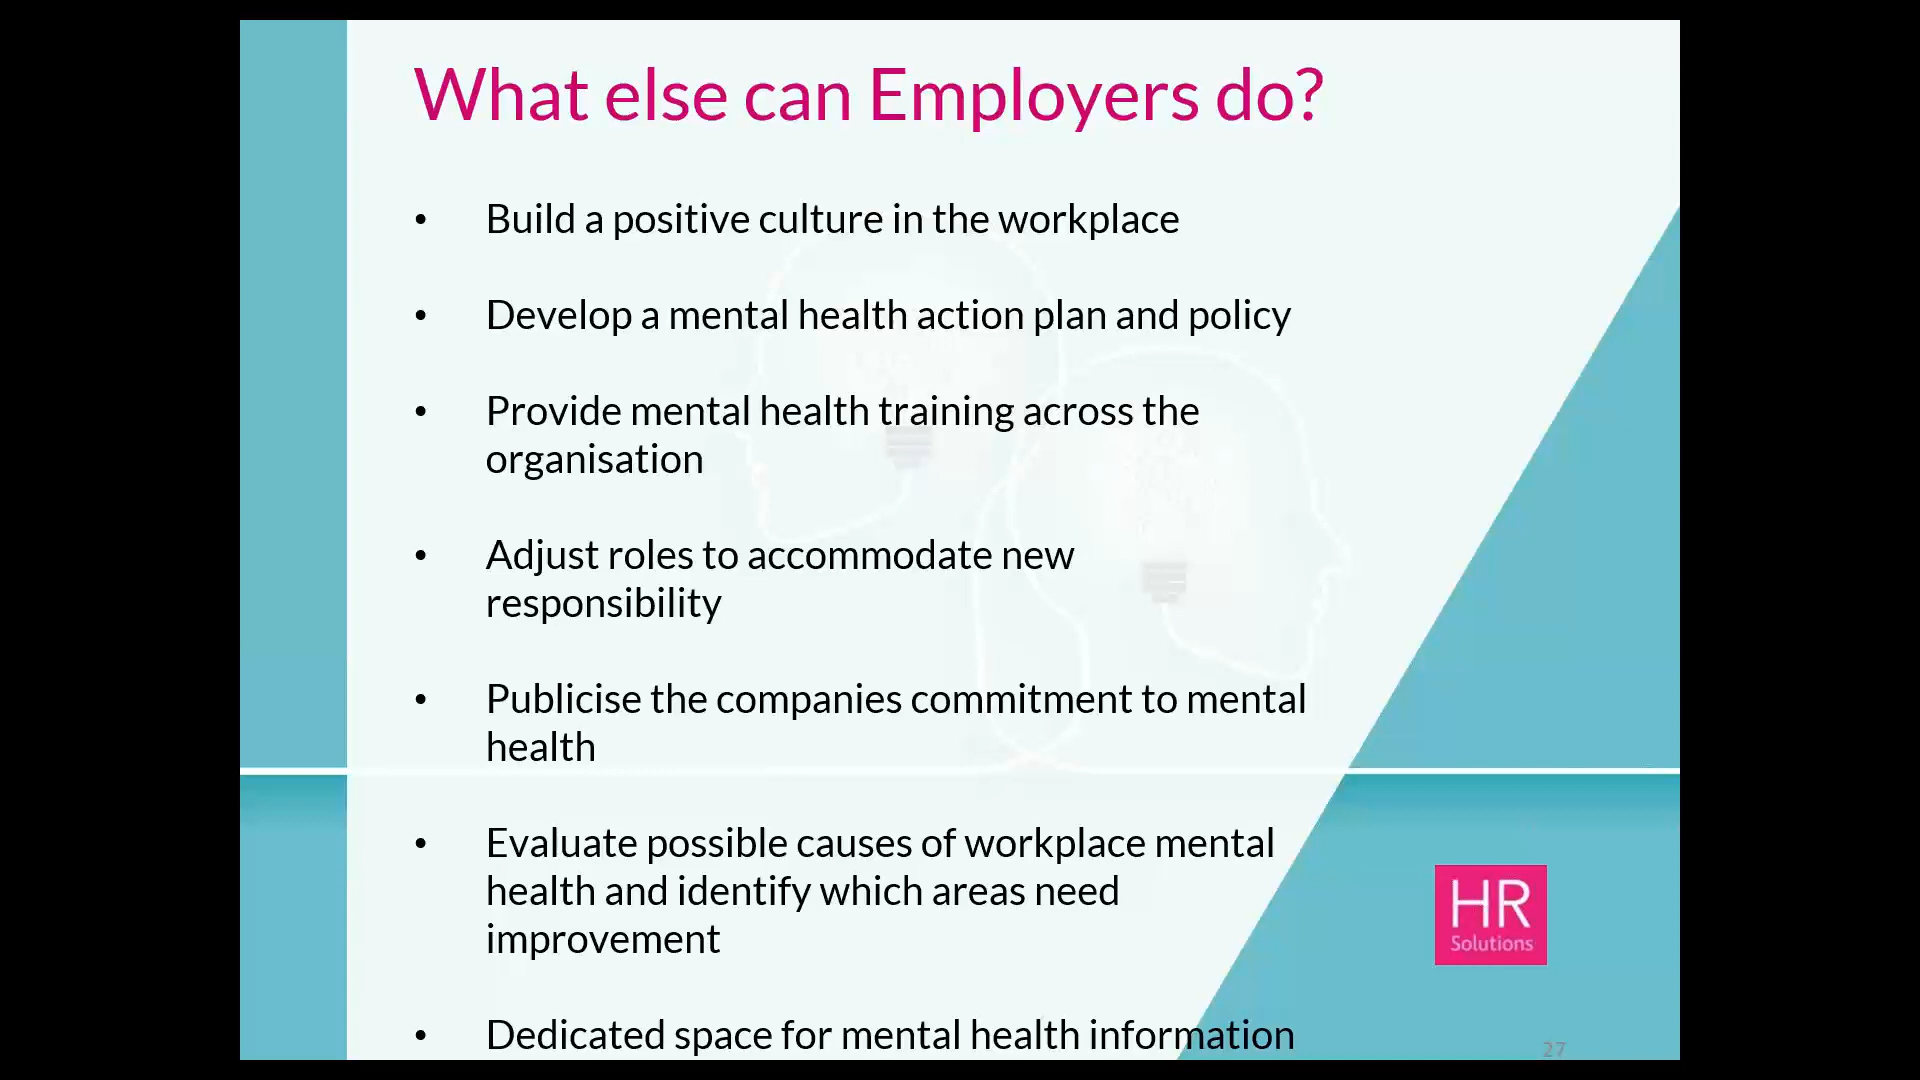 What else can Employers do?
• Build a positive culture in the workplace
• Develop a mental health action plan and policy
• Provide mental health training across the
organisation
• Adjust roles to accommodate new
responsibility
• Publicise the companies commitment to mental
health
• Evaluate possible causes of workplace mental
health and identify which areas need
improvement
• Dedicated space for mental health information
HR
Solutions
27